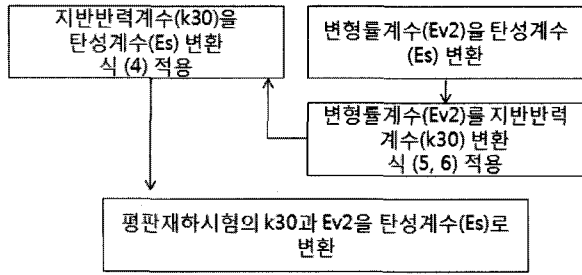 지반반력계수(k30)을
탄성계수(Es) 변환
식 (4) 적용
변형률계수(Ev2)을 탄성계수
(Es) 변환
변형률계수(Ev2)를 지반반력
계수(k30) 변환
식 (5, 6) 적용
평판재하시험의 k30과 Ev2을 탄성계수(Es)로
변환